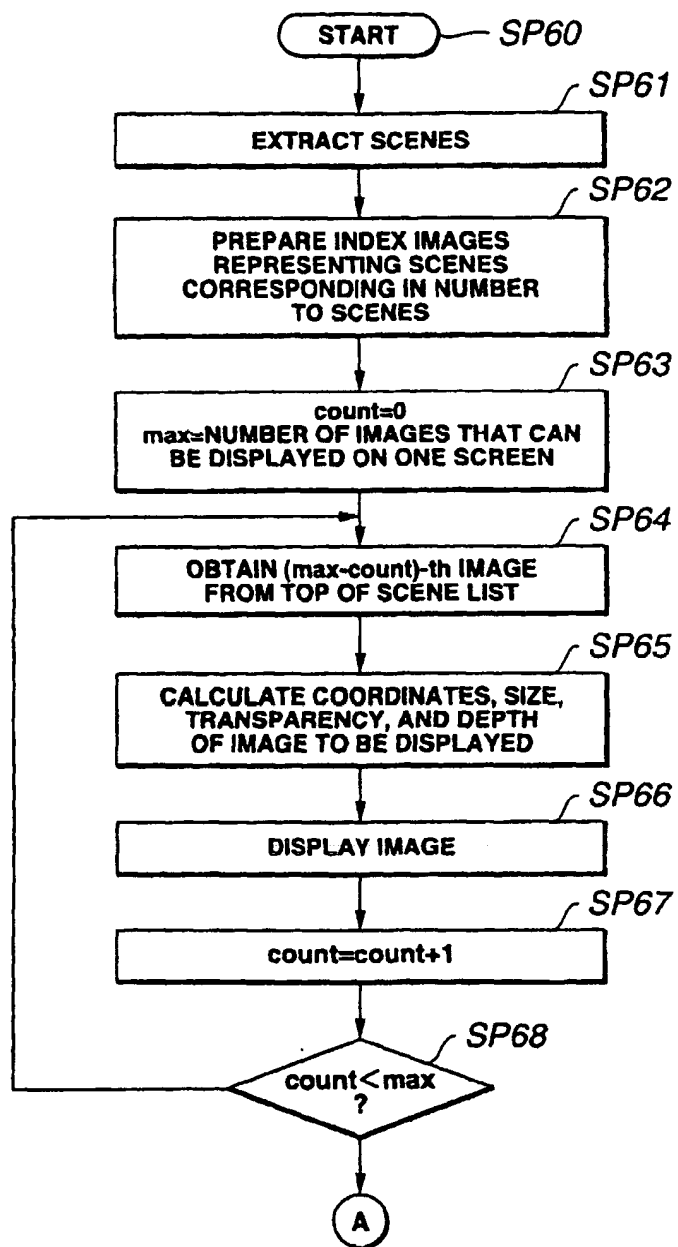 START
SP60
SP61
EXTRACT SCENES
SP62
PREPARE INDEX IMAGES
REPRESENTING SCENES
CORRESPONDING IN NUMBER
TO SCENES
SP63
count=0
max=NUMBER OF IMAGES THAT CAN
BE DISPLAYED ON ONE SCREEN
SP64
OBTAIN (max-count)-th IMAGE
FROM TOP OF SCENE LIST
SP65
CALCULATE COORDINATES, SIZE,
TRANSPARENCY, AND DEPTH
OF IMAGE TO BE DISPLAYED
SP66
DISPLAY IMAGE
SP67
count=count+1
SP68
count<max
?
A